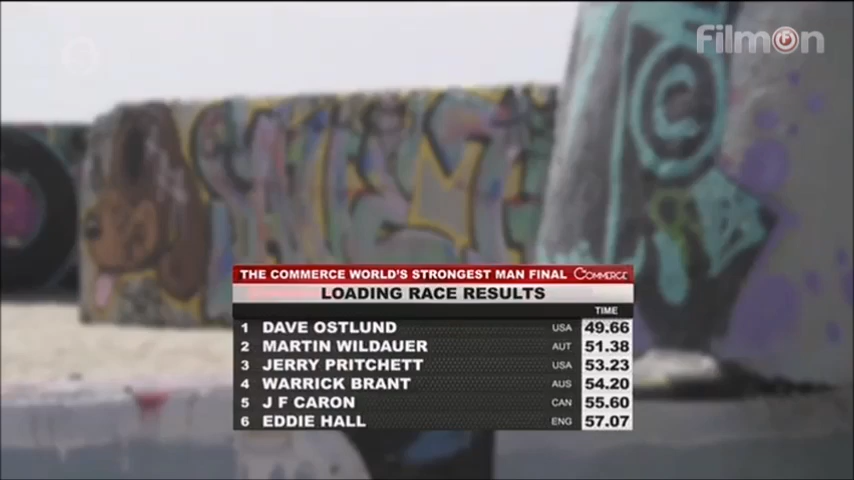 FilmOn
5
THE COMMERCE WORLD'S STRONGEST MAN FINAL COMMERCE
LOADING RACE RESULTS
TIME
1 DAVE OSTLUND USA 49.66
2 MARTIN WILDAUER AUT 51.38
3 JERRY PRITCHETT USA 53.23
4 WARRICK BRANT AUS 54.20
5 J F CARON CAN 55.60
6 EDDIE HALL ENG 57.07